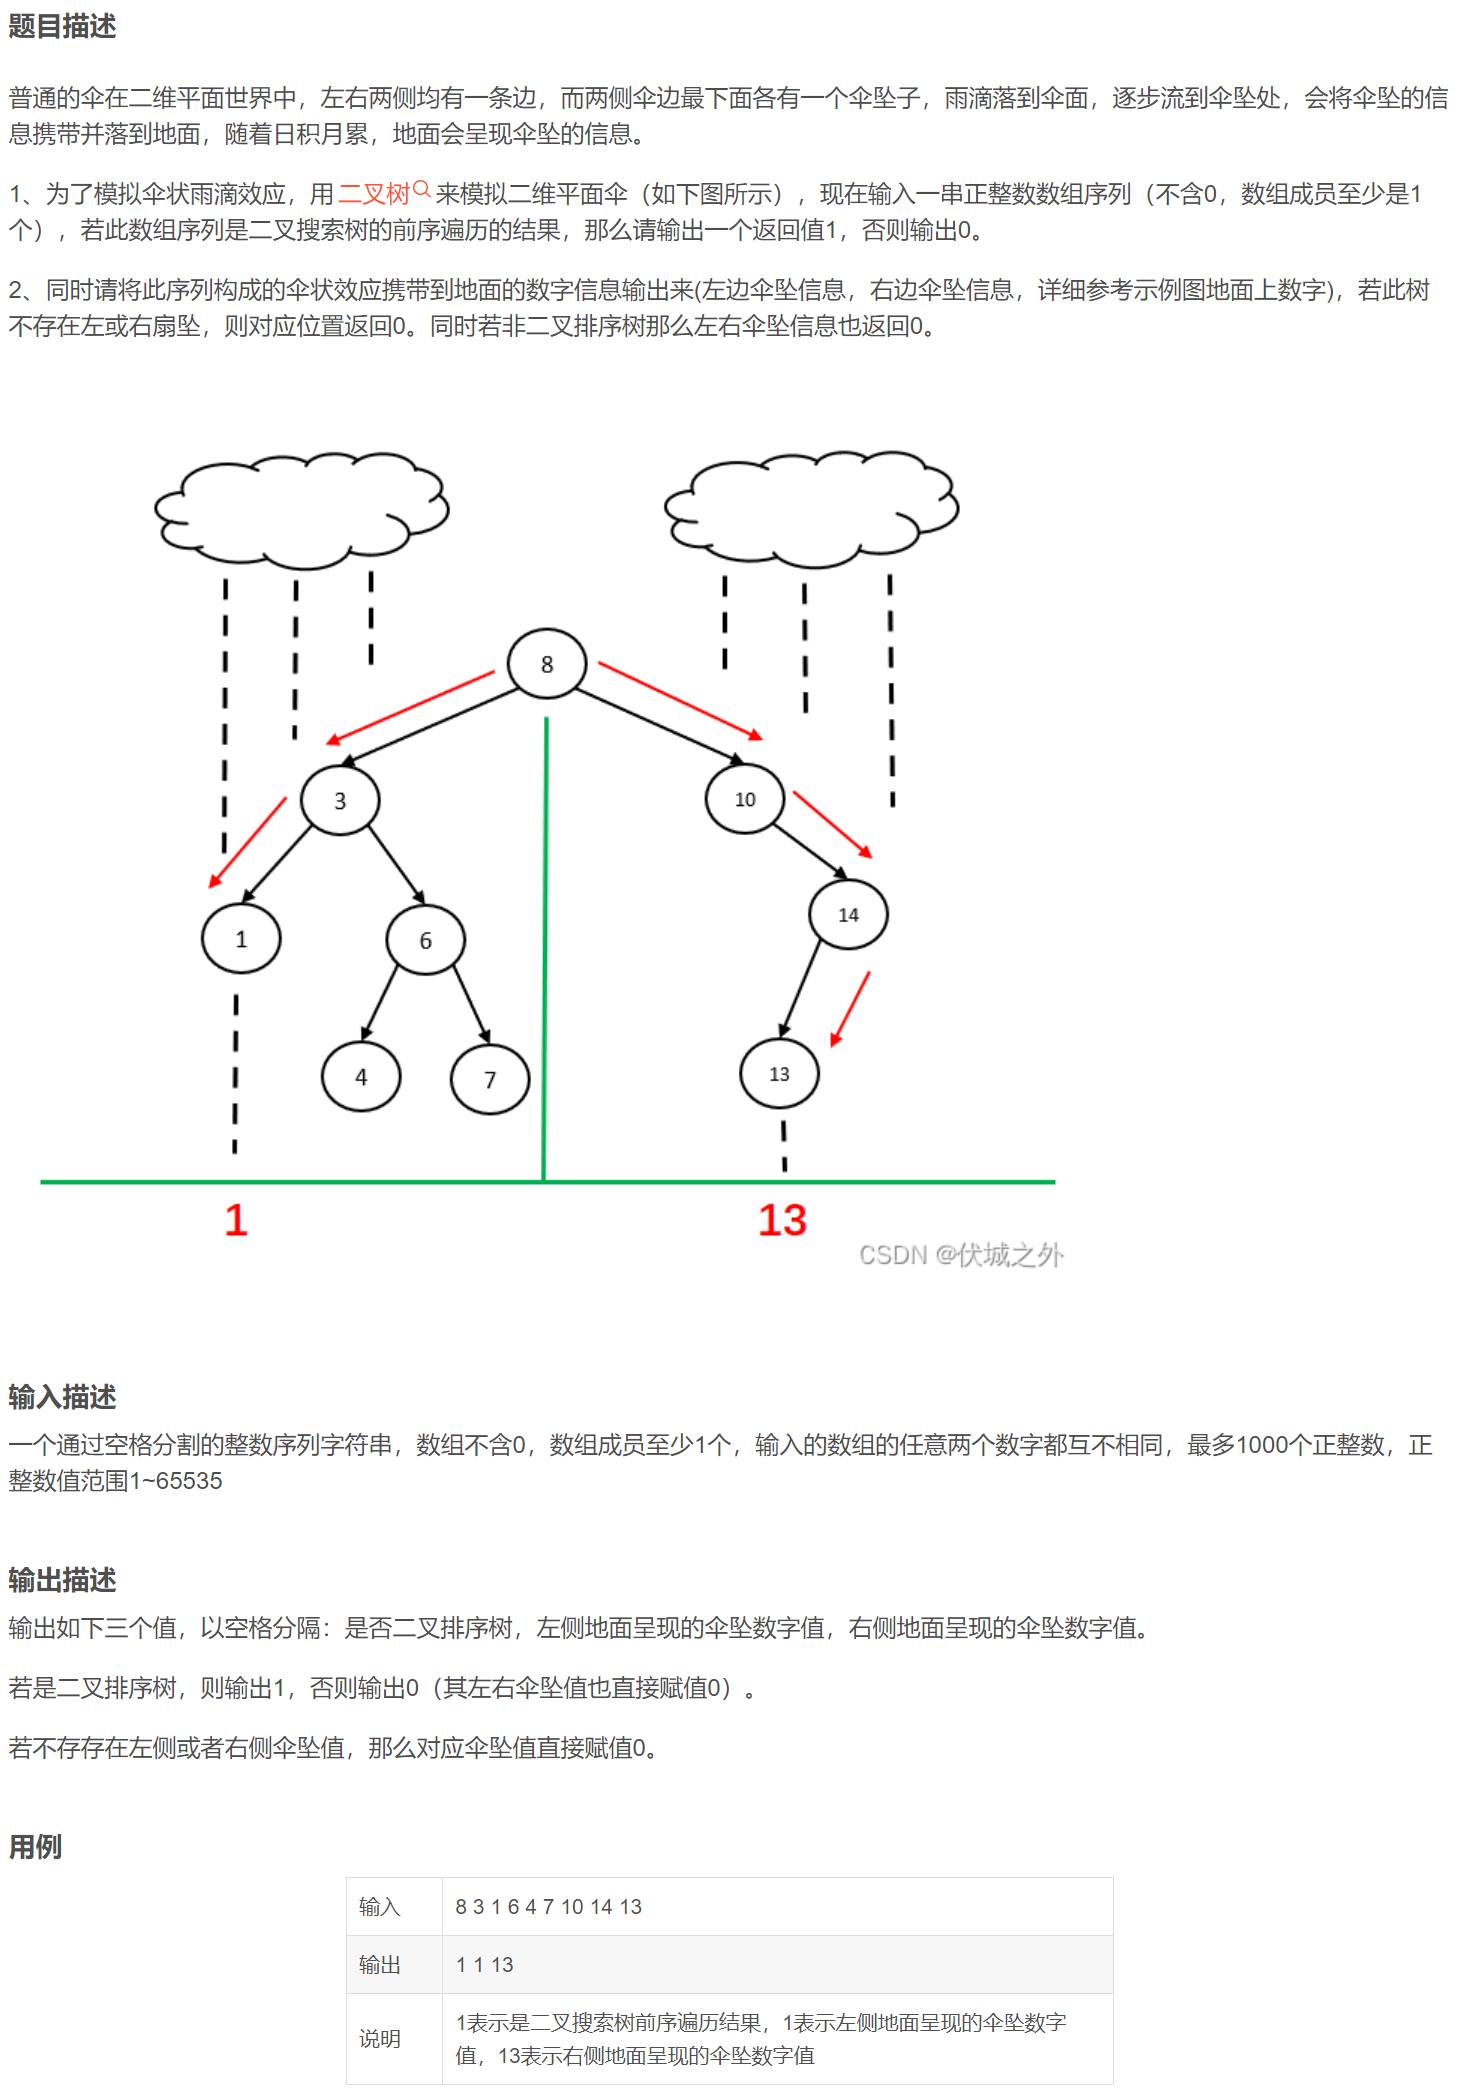 题目描述
普通的伞在二维平面世界中，左右两侧均有一条边，而两侧伞边最下面各有一个伞坠子，雨滴落到伞面，逐步流到伞坠处，会将伞坠的信
息携带并落到地面，随着日积月累，地面会呈现伞坠的信息。
1、为了模拟伞状雨滴效应，用二叉树来模拟二维平面伞（如下图所示），现在输入一串正整数数组序列（不含0，数组成员至少是1
个），若此数组序列是二叉搜索树的前序遍历的结果，那么请输出一个返回值1，否则输出0。
2、同时请将此序列构成的伞状效应携带到地面的数字信息输出来(左边伞坠信息，右边伞坠信息，详细参考示例图地面上数字)，若此树
不存在左或右扇坠，则对应位置返回0。同时若非二叉排序树那么左右伞坠信息也返回0。
8
3
10
14
1
6
4
7
13
1
13
CSDN @伏城之外
输入描述
一个通过空格分割的整数序列字符串，数组不含0，数组成员至少1个，输入的数组的任意两个数字都互不相同，最多1000个正整数，正
整数值范围1~65535
输出描述
输出如下三个值，以空格分隔：是否二叉排序树，左侧地面呈现的伞坠数字值，右侧地面呈现的伞坠数字值。
若是二叉排序树，则输出1，否则输出0（其左右伞坠值也直接赋值0）。
若不存存在左侧或者右侧伞坠值，那么对应伞坠值直接赋值0。
用例
输入
8 3 1 6 4 7 10 14 13
输出
1 1 13
说明
1表示是二叉搜索树前序遍历结果，1表示左侧地面呈现的伞坠数字
值，13表示右侧地面呈现的伞坠数字值